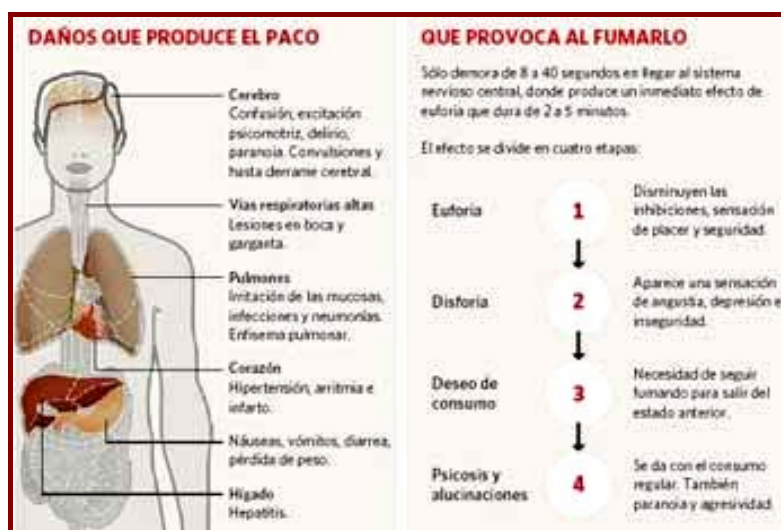 DAÑOS QUE PRODUCE EL PACO
Cerebro
Confusión, excitación
psicomotriz, delirio,
paranoia. Convulsiones y
hasta derrame cerebral.
Vías respiratorias altas
Lesiones en boca y
garganta.
Pulmones
Irritación de las mucosas,
infecciones y neumonías.
Enfisema pulmonar.
Corazón
Hipertensión, arritmia e
infarto.
Náuseas, vómitos, diarrea,
pérdida de peso.
Hígado
Hepatitis.
QUE PROVOCA AL FUMARLO
Sólo demora de 8 a 40 segundos en llegar al sistema
nervioso central, donde produce un inmediato efecto de
euforia que dura de 2 a 5 minutos.
El efecto se divide en cuatro etapas:
Euforia
1
Disminuyen las
inhibiciones, sensación
de placer y seguridad.
Disforia
2
Aparece una sensación
de angustia, depresión e
inseguridad.
Deseo de
consumo
3
Necesidad de seguir
fumando para salir del
estado anterior.
Psicosis y
alucinaciones
4
Se da con el consumo
regular. También
paranoia y agresividad.